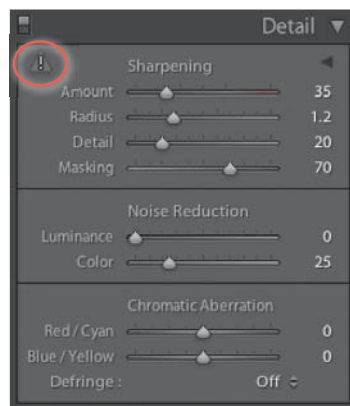 Detail
!
Sharpening
Amount 35
Radius 1.2
Detail 20
Masking 70
Noise Reduction
Luminance 0
Color 25
Chromatic Aberration
Red / Cyan 0
Blue / Yellow 0
Defringe : Off